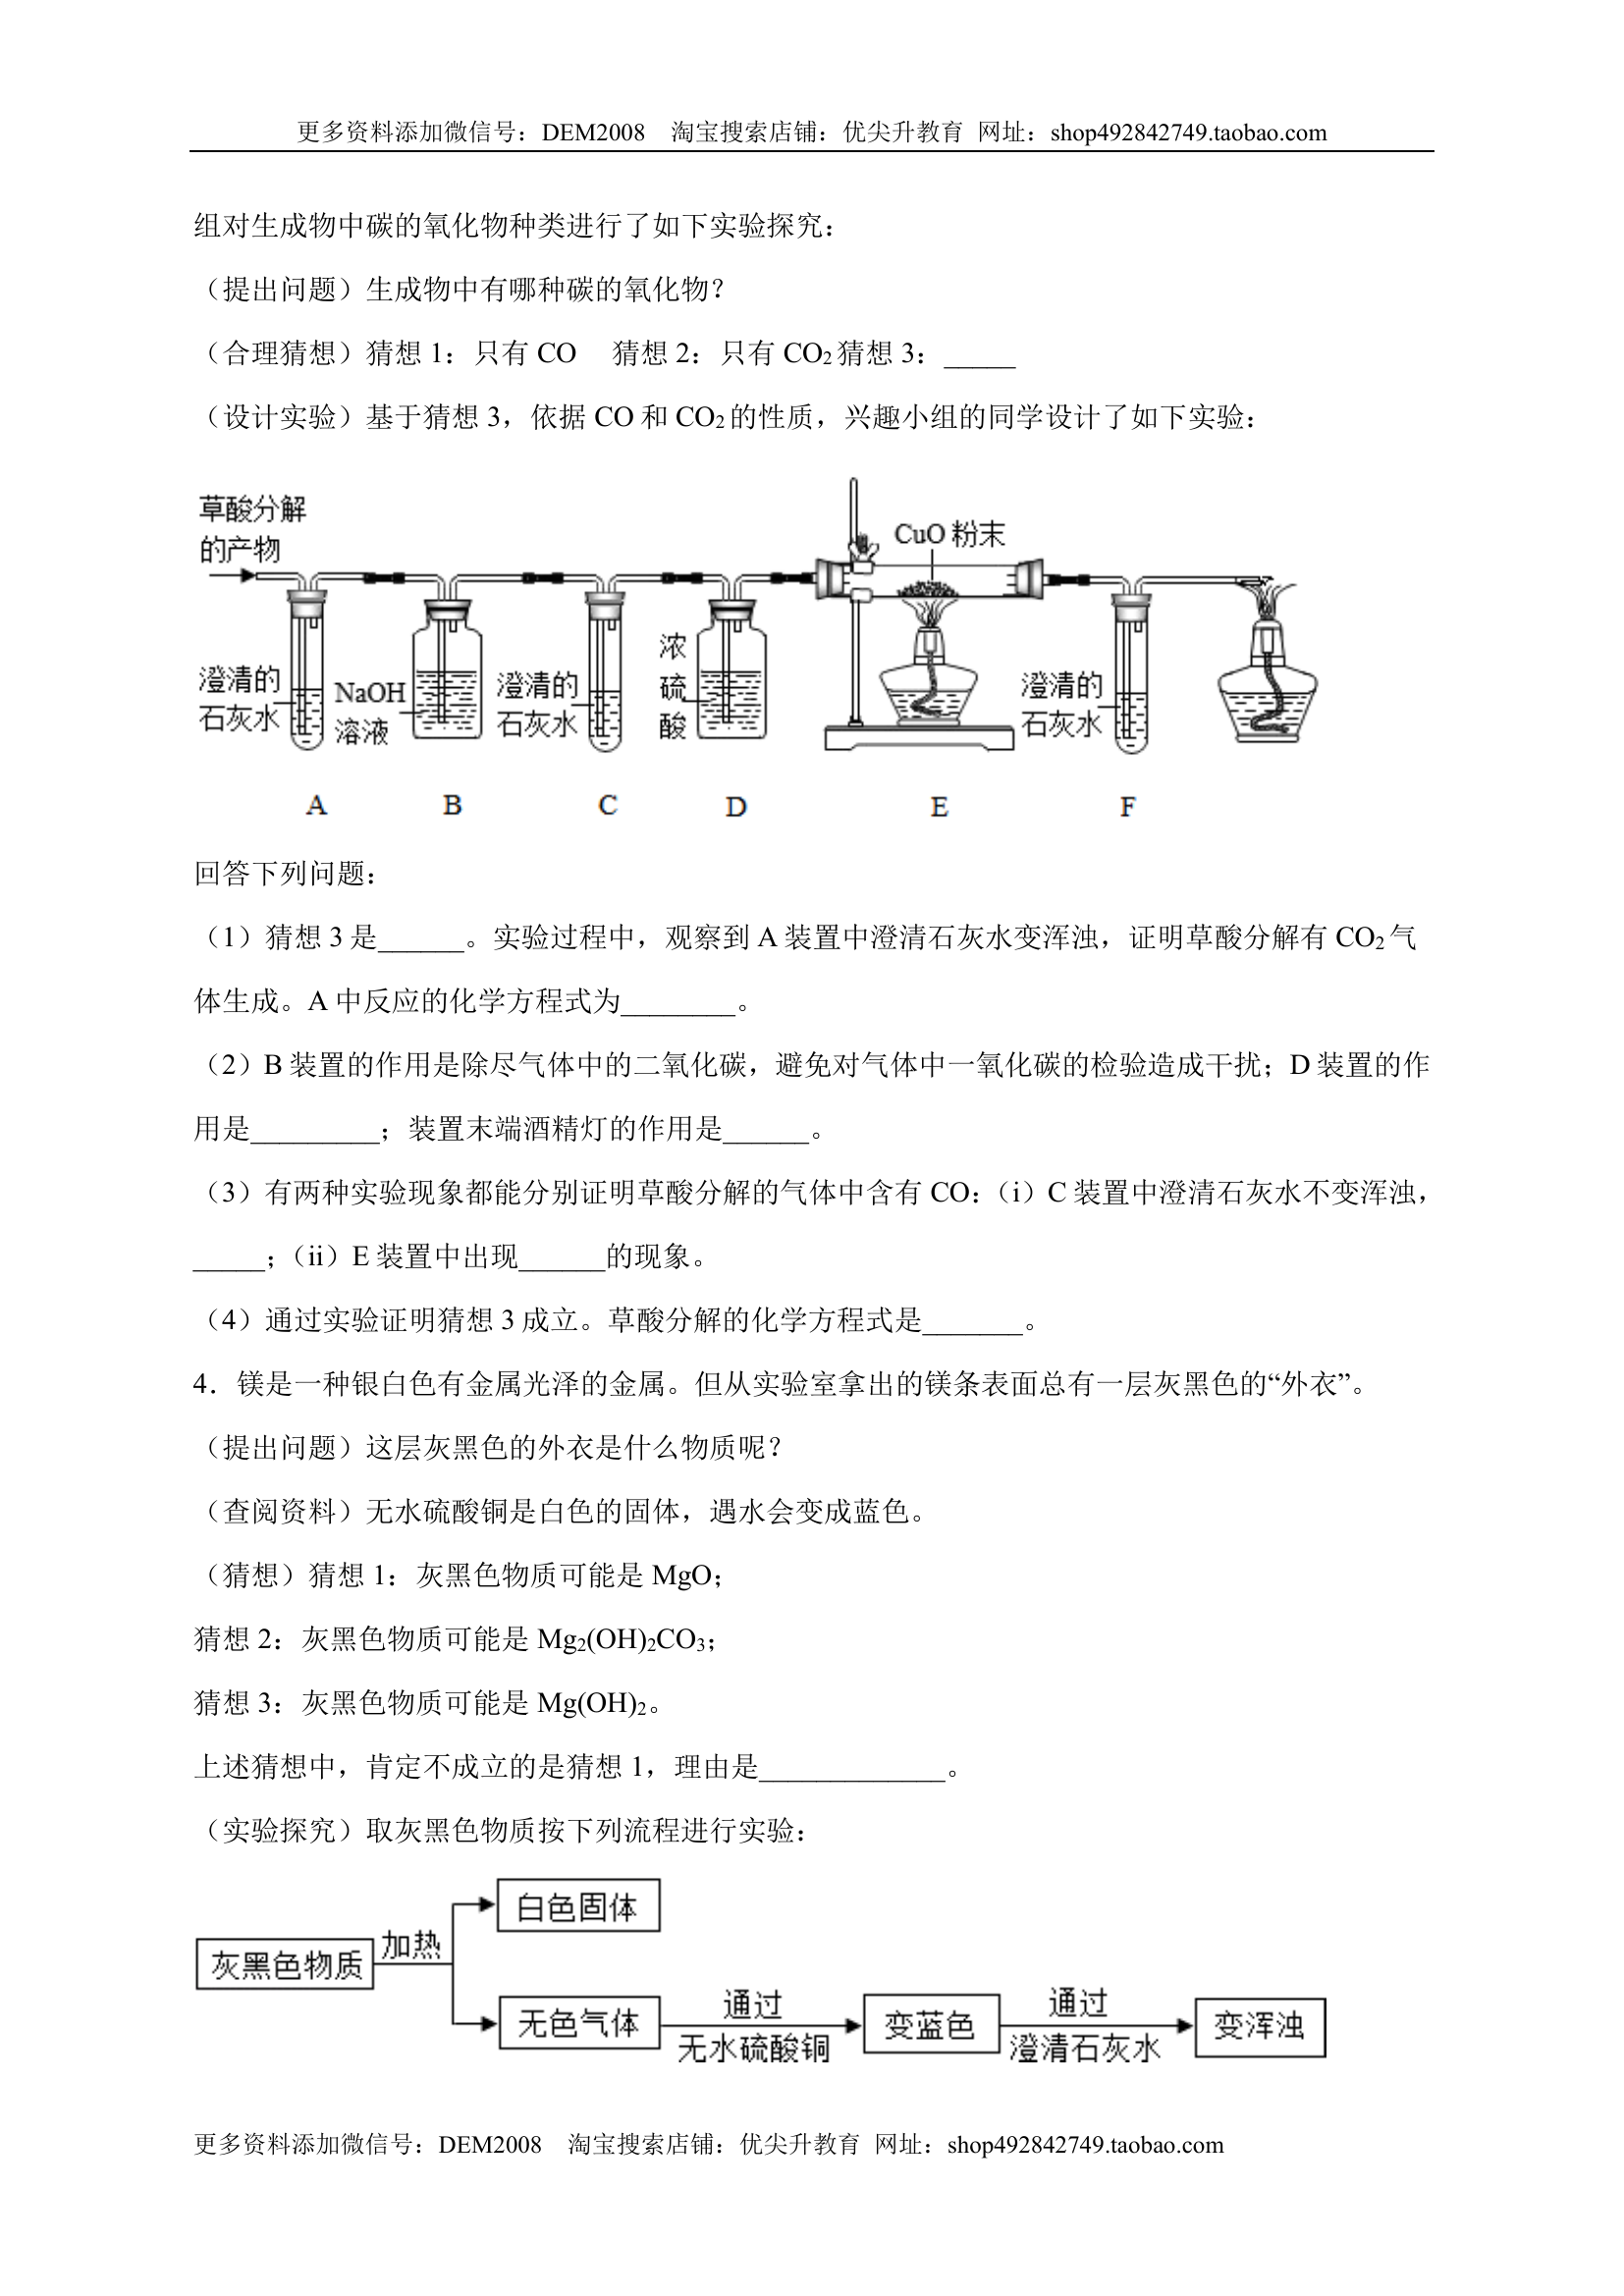 更多资料添加微信号：DEM2008 淘宝搜索店铺：优尖升教育 网址：shop492842749.taobao.com
组对生成物中碳的氧化物种类进行了如下实验探究：
（提出问题）生成物中有哪种碳的氧化物？
（合理猜想）猜想 1：只有 CO 猜想 2：只有 CO₂猜想 3：_____
（设计实验）基于猜想 3，依据 CO 和 CO₂的性质，兴趣小组的同学设计了如下实验：
草酸分解
的产物
CuO 粉末
澄清的
石灰水
NaOH
溶液
澄清的
石灰水
浓
硫
酸
澄清的
石灰水
A B C D E F
回答下列问题：
（1）猜想 3 是______。实验过程中，观察到 A 装置中澄清石灰水变浑浊，证明草酸分解有 CO₂气
体生成。A 中反应的化学方程式为________。
（2）B 装置的作用是除尽气体中的二氧化碳，避免对气体中一氧化碳的检验造成干扰；D 装置的作
用是_________；装置末端酒精灯的作用是______。
（3）有两种实验现象都能分别证明草酸分解的气体中含有 CO：（i）C 装置中澄清石灰水不变浑浊，
_____；（ii）E 装置中出现______的现象。
（4）通过实验证明猜想 3 成立。草酸分解的化学方程式是_______。
4．镁是一种银白色有金属光泽的金属。但从实验室拿出的镁条表面总有一层灰黑色的“外衣”。
（提出问题）这层灰黑色的外衣是什么物质呢？
（查阅资料）无水硫酸铜是白色的固体，遇水会变成蓝色。
（猜想）猜想 1：灰黑色物质可能是 MgO；
猜想 2：灰黑色物质可能是 Mg₂(OH)₂CO₃；
猜想 3：灰黑色物质可能是 Mg(OH)₂。
上述猜想中，肯定不成立的是猜想 1，理由是_____________。
（实验探究）取灰黑色物质按下列流程进行实验：
灰黑色物质
加热
白色固体
无色气体
通过
无水硫酸铜
变蓝色
通过
澄清石灰水
变浑浊
更多资料添加微信号：DEM2008 淘宝搜索店铺：优尖升教育 网址：shop492842749.taobao.com